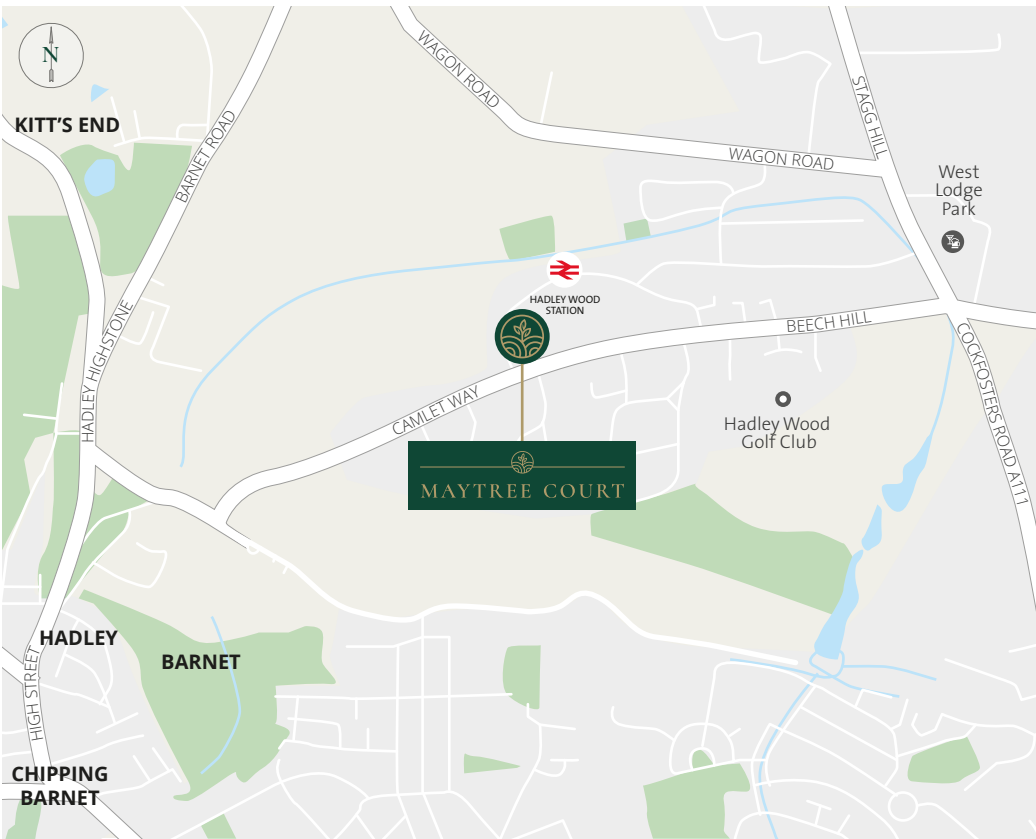 N
KITT'S END
BARNET ROAD
WAGON ROAD
WAGON ROAD
STAGG HILL
West
Lodge
Park
HADLEY WOOD
STATION
HADLEY HIGHSTONE
BEECH HILL
CAMLET WAY
COCKFOSTERS ROAD A111
Hadley Wood
Golf Club
MAYTREE COURT
HADLEY
BARNET
HIGH STREET
CHIPPING
BARNET